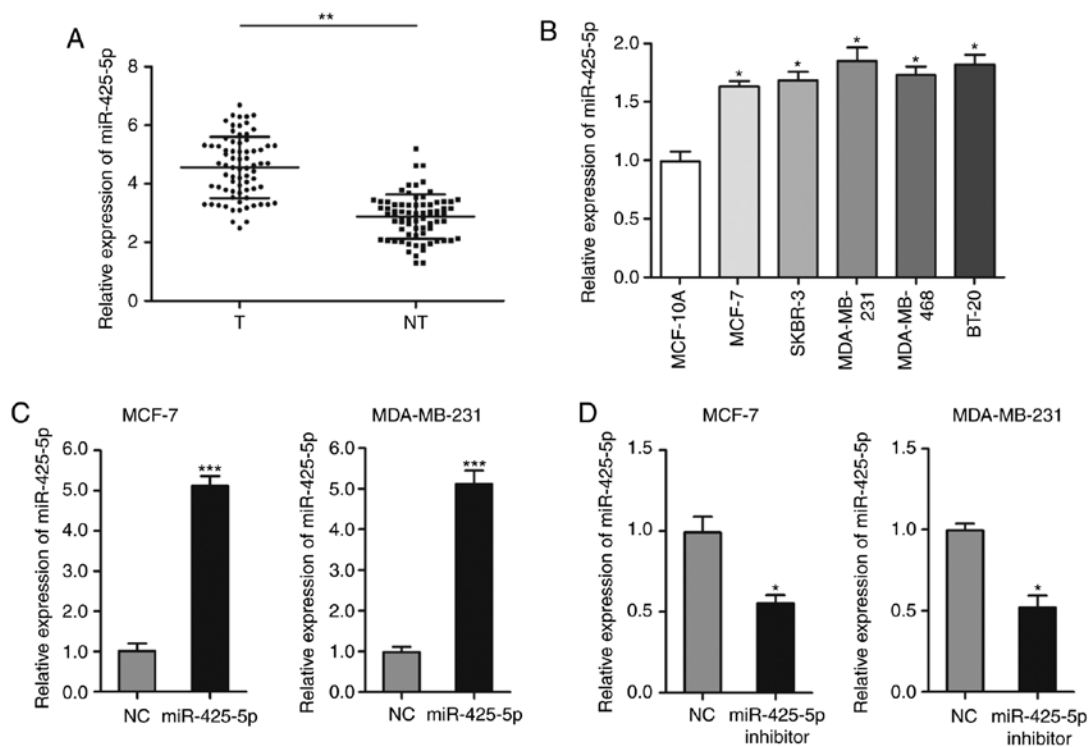 A
**
Relative expression of miR-425-5p
8
6
4
2
0
T
NT
B
Relative expression of miR-425-5p
2.0
1.5
1.0
0.5
0.0
*
*
*
*
*
MCF-10A
MCF-7
SKBR-3
MDA-MB-
231
MDA-MB-
468
BT-20
C
MCF-7
Relative expression of miR-425-5p
6.0
5.0
4.0
5.0
2.0
1.0
0.0
***
NC
miR-425-5p
MDA-MB-231
Relative expression of miR-425-5p
6.0
5.0
4.0
5.0
2.0
1.0
0.0
***
NC
miR-425-5p
D
MCF-7
Relative expression of miR-425-5p
1.5
1.0
0.5
0.0
*
NC
miR-425-5p
inhibitor
MDA-MB-231
Relative expression of miR-425-5p
1.5
1.0
0.5
0.0
*
NC
miR-425-5p
inhibitor